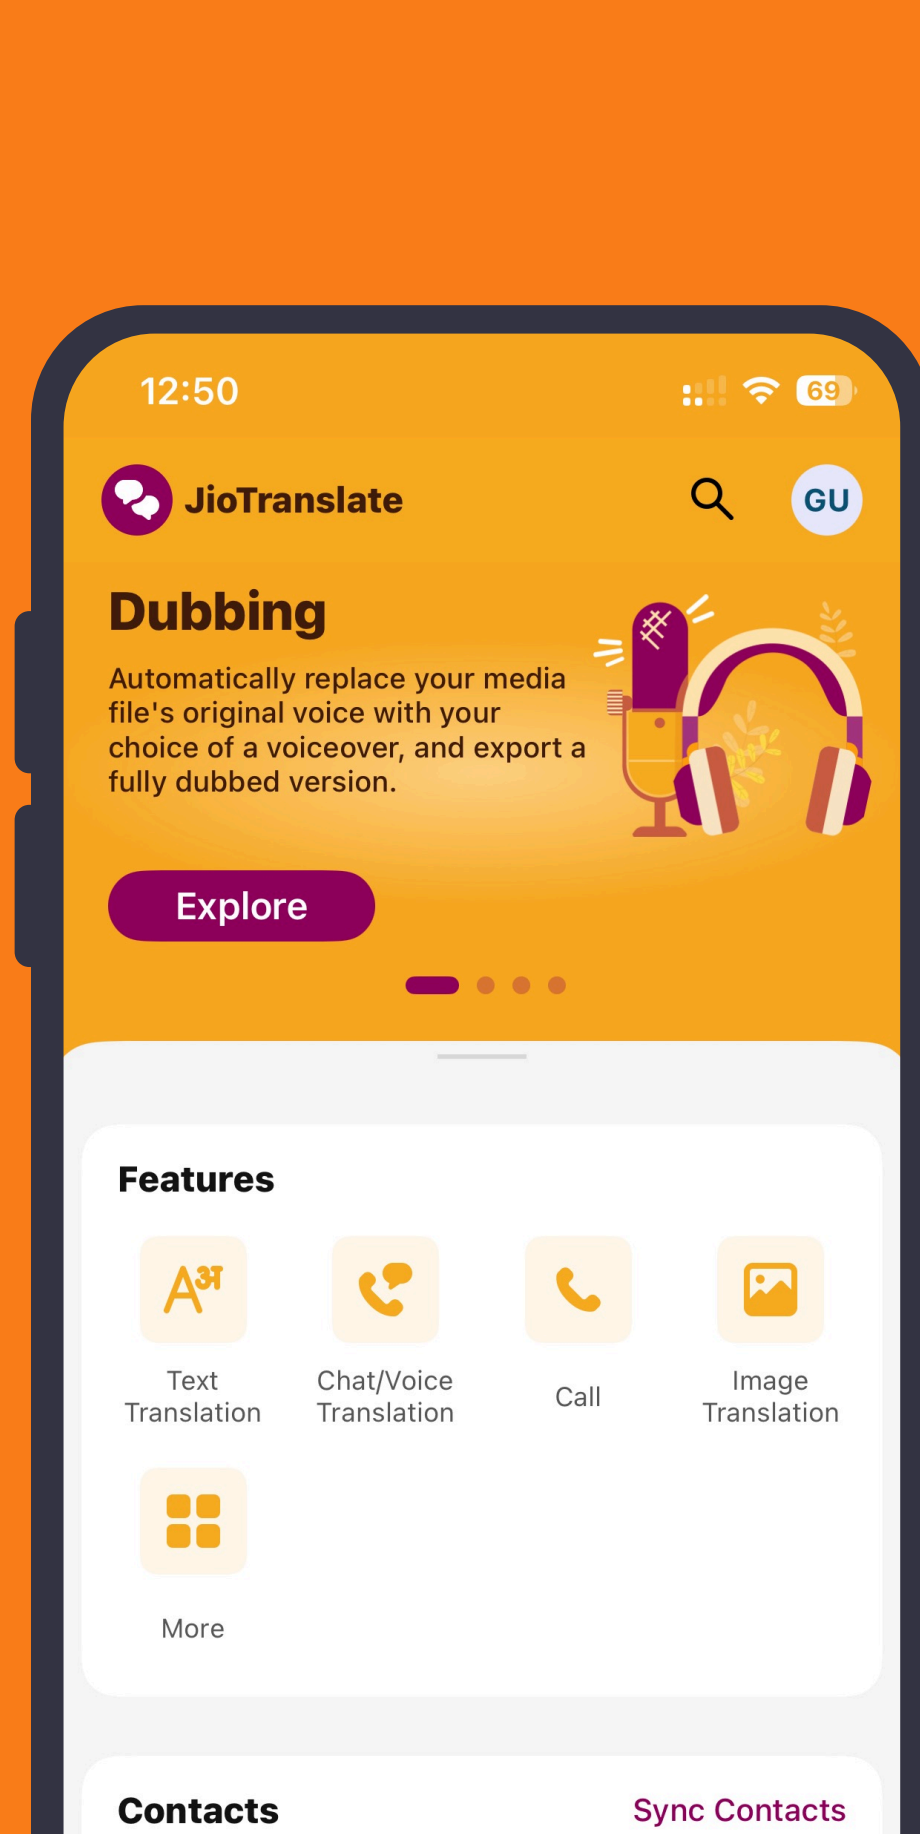 12:50
69
JioTranslate
GU
Dubbing
Automatically replace your media
file's original voice with your
choice of a voiceover, and export a
fully dubbed version.
Explore
Features
Aअ
Text
Translation
Chat/Voice
Translation
Call
Image
Translation
More
Contacts
Sync Contacts